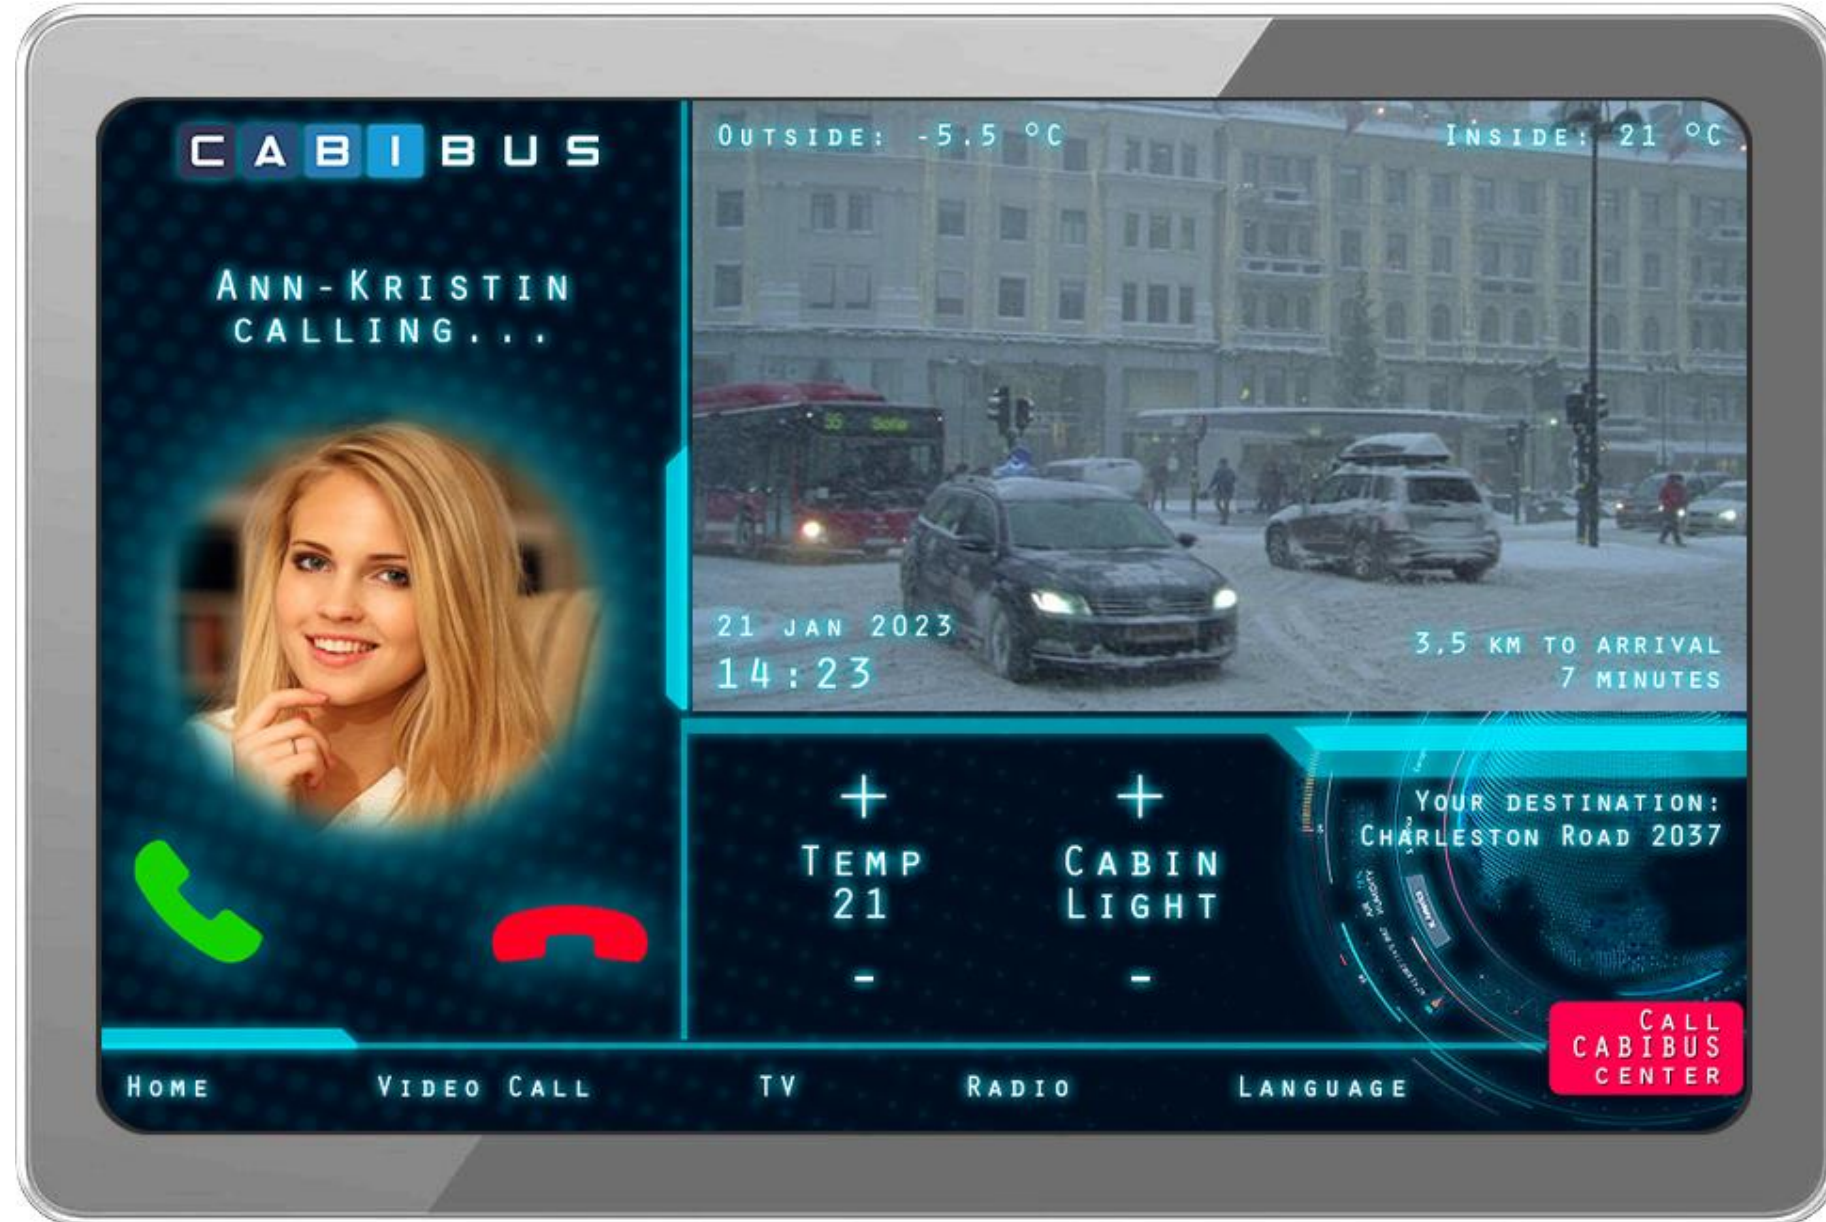 CABIBUS
Ann-Kristin
calling...
Outside: -5.5 °C
Inside: 21 °C
55 Sofia
21 jan 2023
14:23
3,5 km to arrival
7 minutes
+
Temp
21
-
+
Cabin
Light
-
Your destination:
Charleston Road 2037
Home
Video Call
TV
Radio
Language
Call
CABIBUS
center